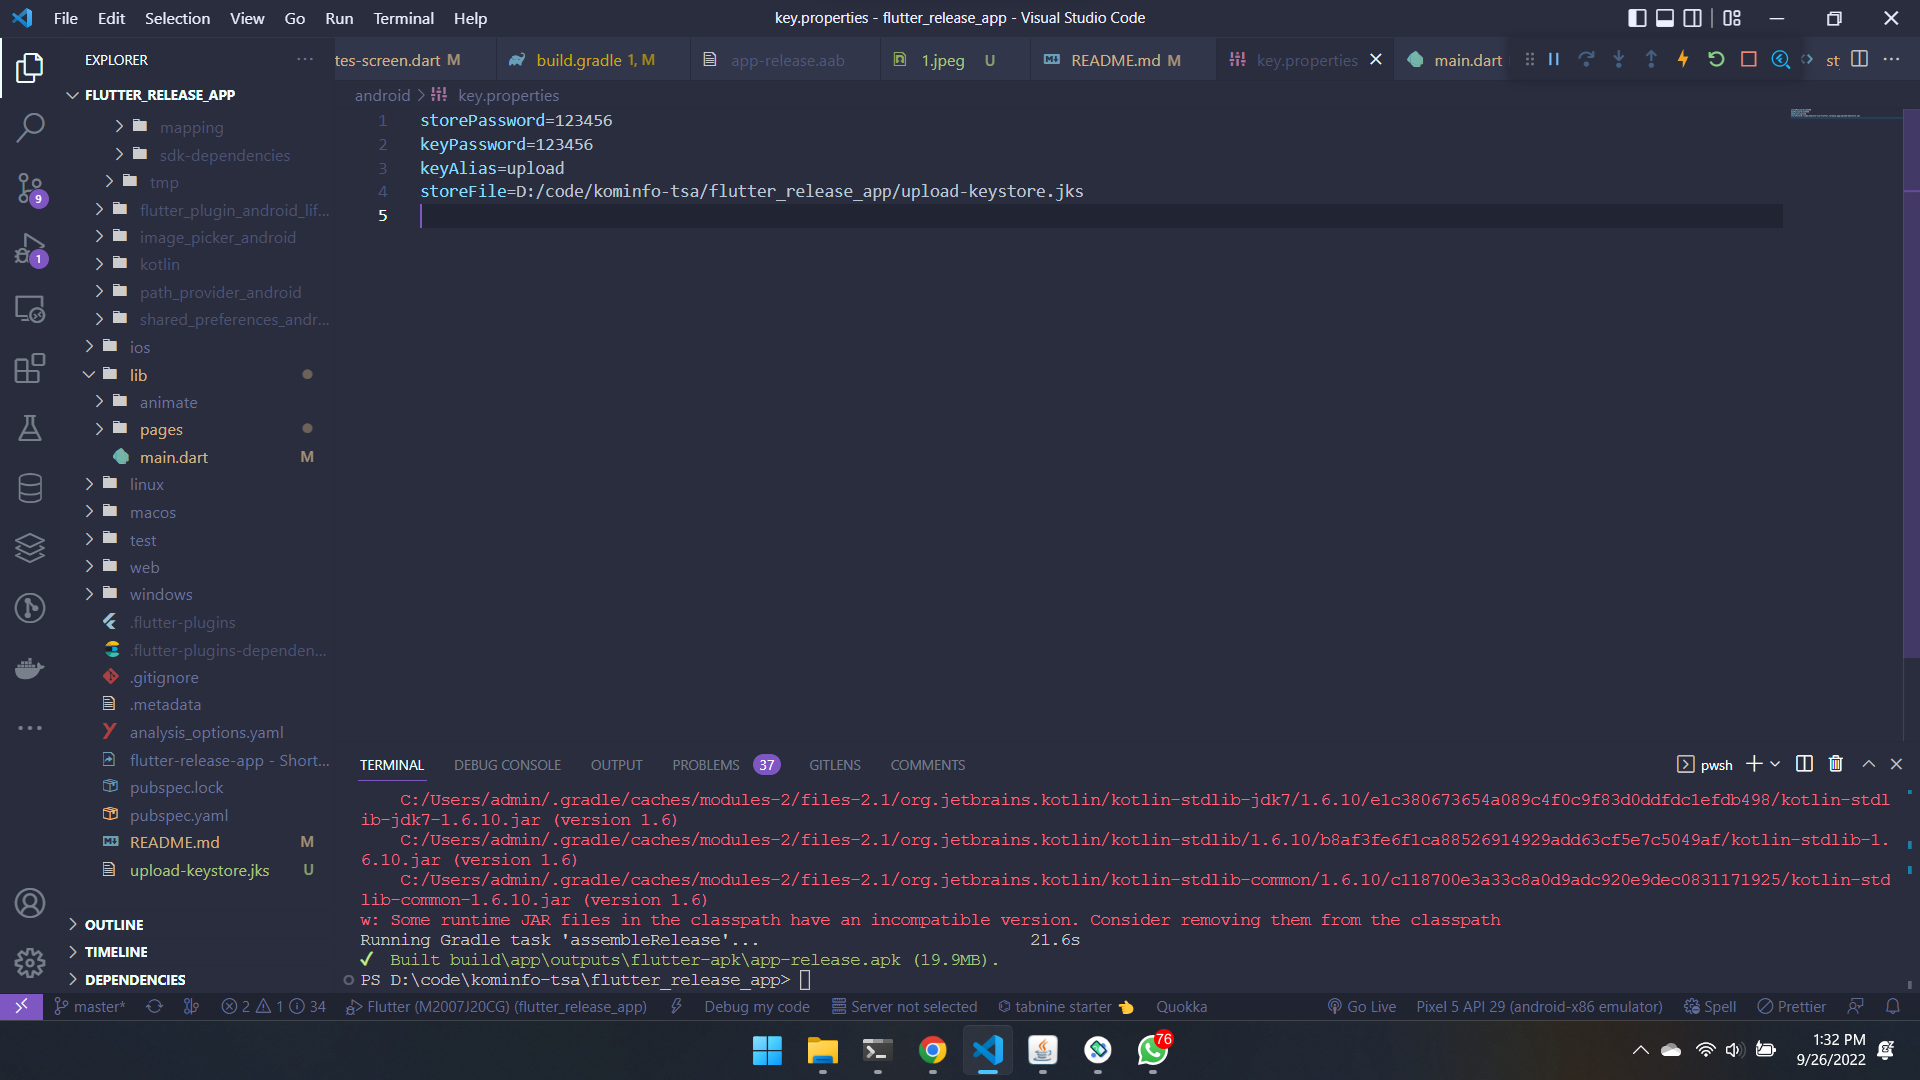 File Edit Selection View Go Run Terminal Help
key.properties - flutter_release_app - Visual Studio Code
EXPLORER
tes-screen.dart M
build.gradle 1, M
app-release.aab
1.jpeg U
README.md M
key.properties
main.dart
st
FLUTTER_RELEASE_APP
mapping
sdk-dependencies
tmp
flutter_plugin_android_lif...
image_picker_android
kotlin
path_provider_android
shared_preferences_andr...
ios
lib
animate
pages
main.dart M
linux
macos
test
web
windows
.flutter-plugins
.flutter-plugins-dependen...
.gitignore
.metadata
analysis_options.yaml
flutter-release-app - Short...
pubspec.lock
pubspec.yaml
README.md M
upload-keystore.jks U
OUTLINE
TIMELINE
DEPENDENCIES
9
1
android > key.properties
1 storePassword=123456
2 keyPassword=123456
3 keyAlias=upload
4 storeFile=D:/code/kominfo-tsa/flutter_release_app/upload-keystore.jks
5
TERMINAL DEBUG CONSOLE OUTPUT PROBLEMS 37 GITLENS COMMENTS
pwsh
C:/Users/admin/.gradle/caches/modules-2/files-2.1/org.jetbrains.kotlin/kotlin-stdlib-jdk7/1.6.10/e1c380673654a089c4f0c9f83d0ddfdc1efdb498/kotlin-stdl
ib-jdk7-1.6.10.jar (version 1.6)
C:/Users/admin/.gradle/caches/modules-2/files-2.1/org.jetbrains.kotlin/kotlin-stdlib/1.6.10/b8af3fe6f1ca88526914929add63cf5e7c5049af/kotlin-stdlib-1.
6.10.jar (version 1.6)
C:/Users/admin/.gradle/caches/modules-2/files-2.1/org.jetbrains.kotlin/kotlin-stdlib-common/1.6.10/c118700e3a33c8a0d9adc920e9dec0831171925/kotlin-std
lib-common-1.6.10.jar (version 1.6)
w: Some runtime JAR files in the classpath have an incompatible version. Consider removing them from the classpath
Running Gradle task 'assembleRelease'... 21.6s
✓ Built build\app\outputs\flutter-apk\app-release.apk (19.9MB).
PS D:\code\kominfo-tsa\flutter_release_app>
master* 2 1 34 Flutter (M2007J20CG) (flutter_release_app) Debug my code Server not selected tabnine starter Quokka Go Live Pixel 5 API 29 (android-x86 emulator) Spell Prettier
76
1:32 PM
9/26/2022